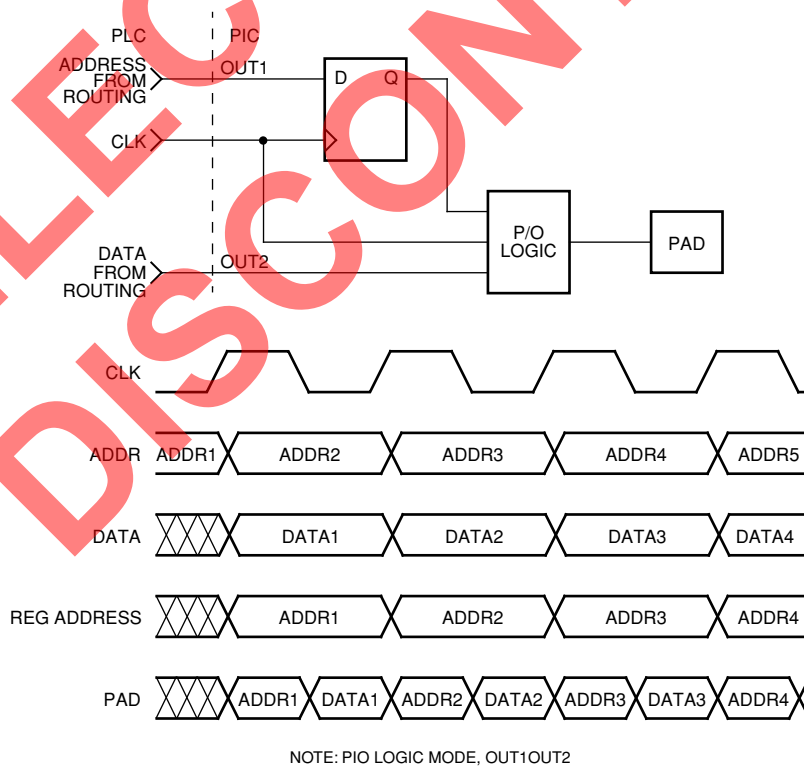 PLC
PIC
ADDRESS
FROM
ROUTING
OUT1
D
Q
CLK
DATA
FROM
ROUTING
OUT2
P/O
LOGIC
PAD
CLK
ADDR ADDR1 ADDR2 ADDR3 ADDR4 ADDR5
DATA DATA1 DATA2 DATA3 DATA4
REG ADDRESS ADDR1 ADDR2 ADDR3 ADDR4
PAD ADDR1 DATA1 ADDR2 DATA2 ADDR3 DATA3 ADDR4
NOTE: PIO LOGIC MODE, OUT1OUT2
LEC
DISCONT